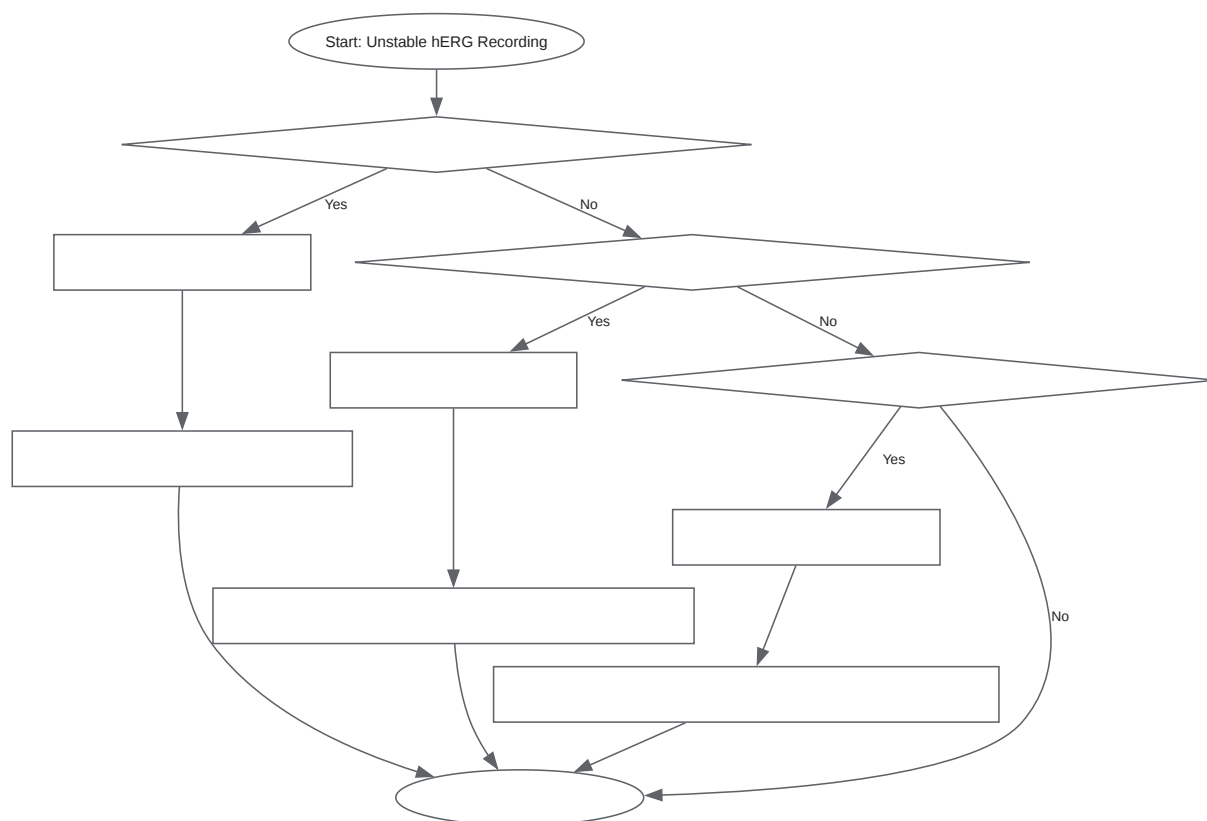 Start: Unstable hERG Recording
Yes
No
Yes
No
Yes
No